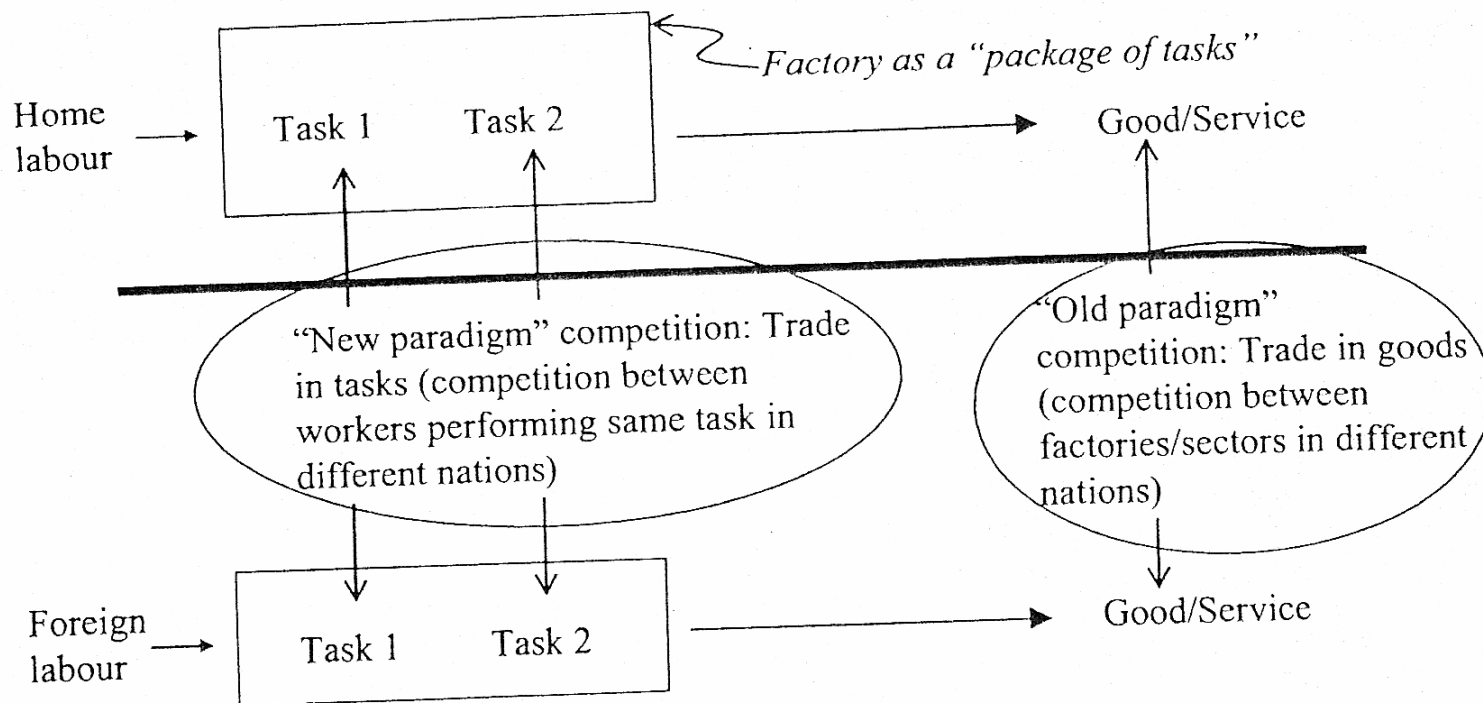 Factory as a “package of tasks”
Home
labour
Task 1
Task 2
Good/Service
“New paradigm” competition: Trade
in tasks (competition between
workers performing same task in
different nations)
“Old paradigm”
competition: Trade in goods
(competition between
factories/sectors in different
nations)
Foreign
labour
Task 1
Task 2
Good/Service